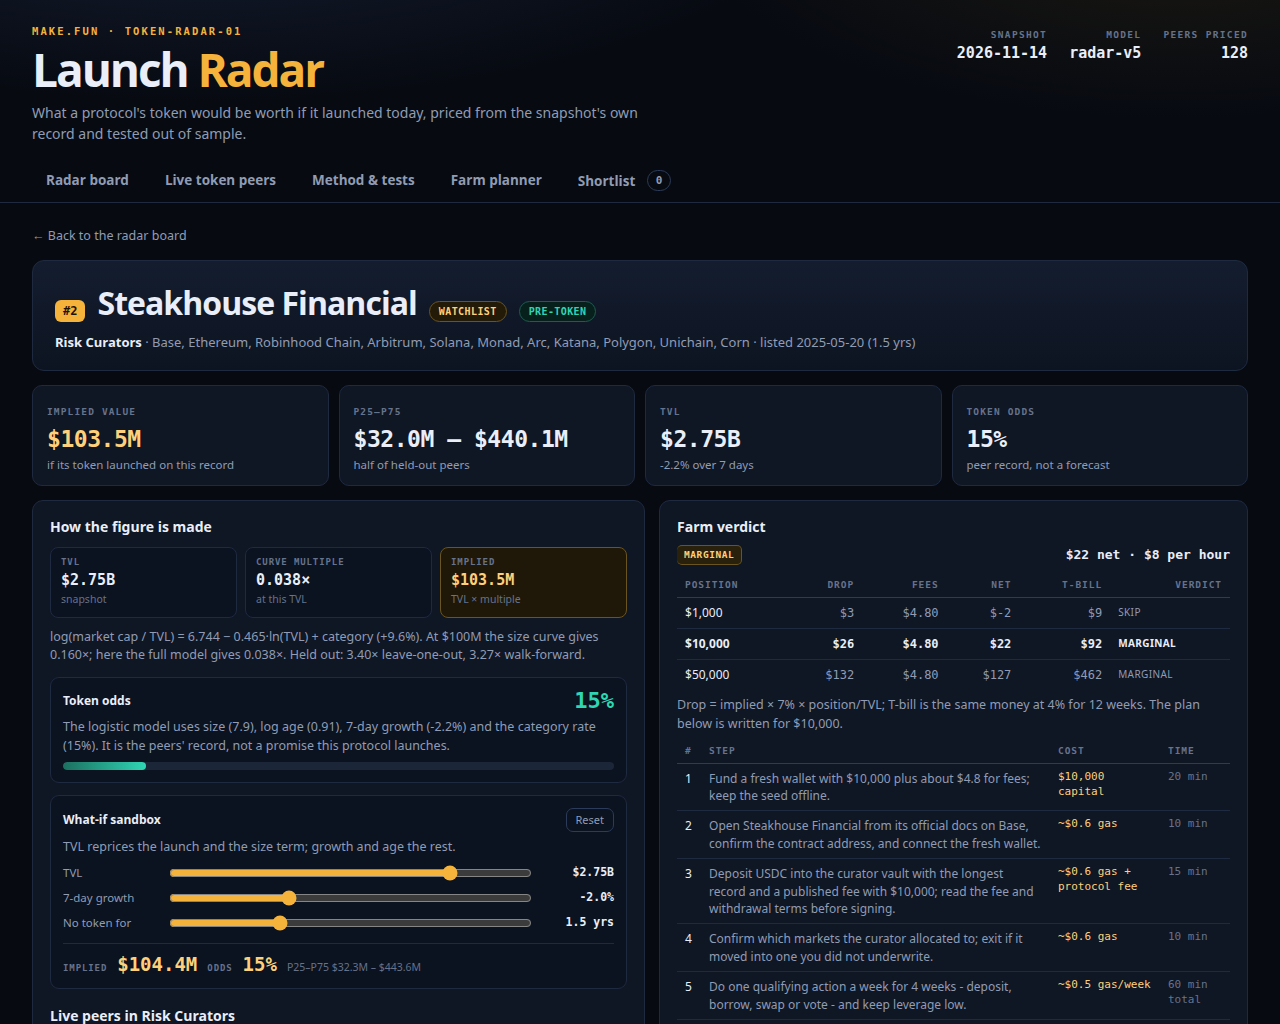 MAKE.FUN · TOKEN-RADAR-01
Launch Radar
What a protocol's token would be worth if it launched today, priced from the snapshot's own
record and tested out of sample.
SNAPSHOT
2026-11-14
MODEL
radar-v5
PEERS PRICED
128
Radar board
Live token peers
Method & tests
Farm planner
Shortlist 0
← Back to the radar board
#2 Steakhouse Financial WATCHLIST PRE-TOKEN
Risk Curators · Base, Ethereum, Robinhood Chain, Arbitrum, Solana, Monad, Arc, Katana, Polygon, Unichain, Corn · listed 2025-05-20 (1.5 yrs)
IMPLIED VALUE
$103.5M
if its token launched on this record
P25–P75
$32.0M — $440.1M
half of held-out peers
TVL
$2.75B
-2.2% over 7 days
TOKEN ODDS
15%
peer record, not a forecast
How the figure is made
TVL
$2.75B
snapshot
CURVE MULTIPLE
0.038×
at this TVL
IMPLIED
$103.5M
TVL × multiple
log(market cap / TVL) = 6.744 − 0.465·ln(TVL) + category (+9.6%). At $100M the size curve gives
0.160×; here the full model gives 0.038×. Held out: 3.40× leave-one-out, 3.27× walk-forward.
Token odds 15%
The logistic model uses size (7.9), log age (0.91), 7-day growth (-2.2%) and the category rate
(15%). It is the peers' record, not a promise this protocol launches.
What-if sandbox Reset
TVL reprices the launch and the size term; growth and age the rest.
TVL $2.75B
7-day growth -2.0%
No token for 1.5 yrs
IMPLIED $104.4M ODDS 15% P25–P75 $32.3M – $443.6M
Live peers in Risk Curators
Farm verdict
MARGINAL $22 net · $8 per hour
POSITION DROP FEES NET T-BILL VERDICT
$1,000 $3 $4.80 $-2 $9 SKIP
$10,000 $26 $4.80 $22 $92 MARGINAL
$50,000 $132 $4.80 $127 $462 MARGINAL
Drop = implied × 7% × position/TVL; T-bill is the same money at 4% for 12 weeks. The plan
below is written for $10,000.
# STEP COST TIME
1 Fund a fresh wallet with $10,000 plus about $4.8 for fees; $10,000 20 min
keep the seed offline. capital
2 Open Steakhouse Financial from its official docs on Base, ~$0.6 gas 10 min
confirm the contract address, and connect the fresh wallet.
3 Deposit USDC into the curator vault with the longest ~$0.6 gas + 15 min
record and a published fee with $10,000; read the fee and protocol fee
withdrawal terms before signing.
4 Confirm which markets the curator allocated to; exit if it ~$0.6 gas 10 min
moved into one you did not underwrite.
5 Do one qualifying action a week for 4 weeks - deposit, ~$0.5 gas/week 60 min
borrow, swap or vote - and keep leverage low. total